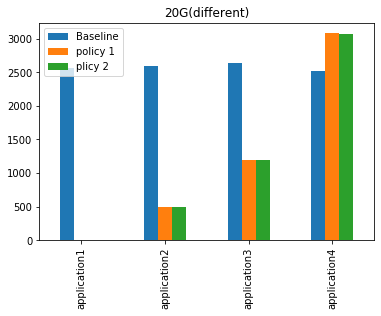 20G(different)
Baseline
policy 1
plicy 2
3000
2500
2000
1500
1000
500
0
application1
application2
application3
application4